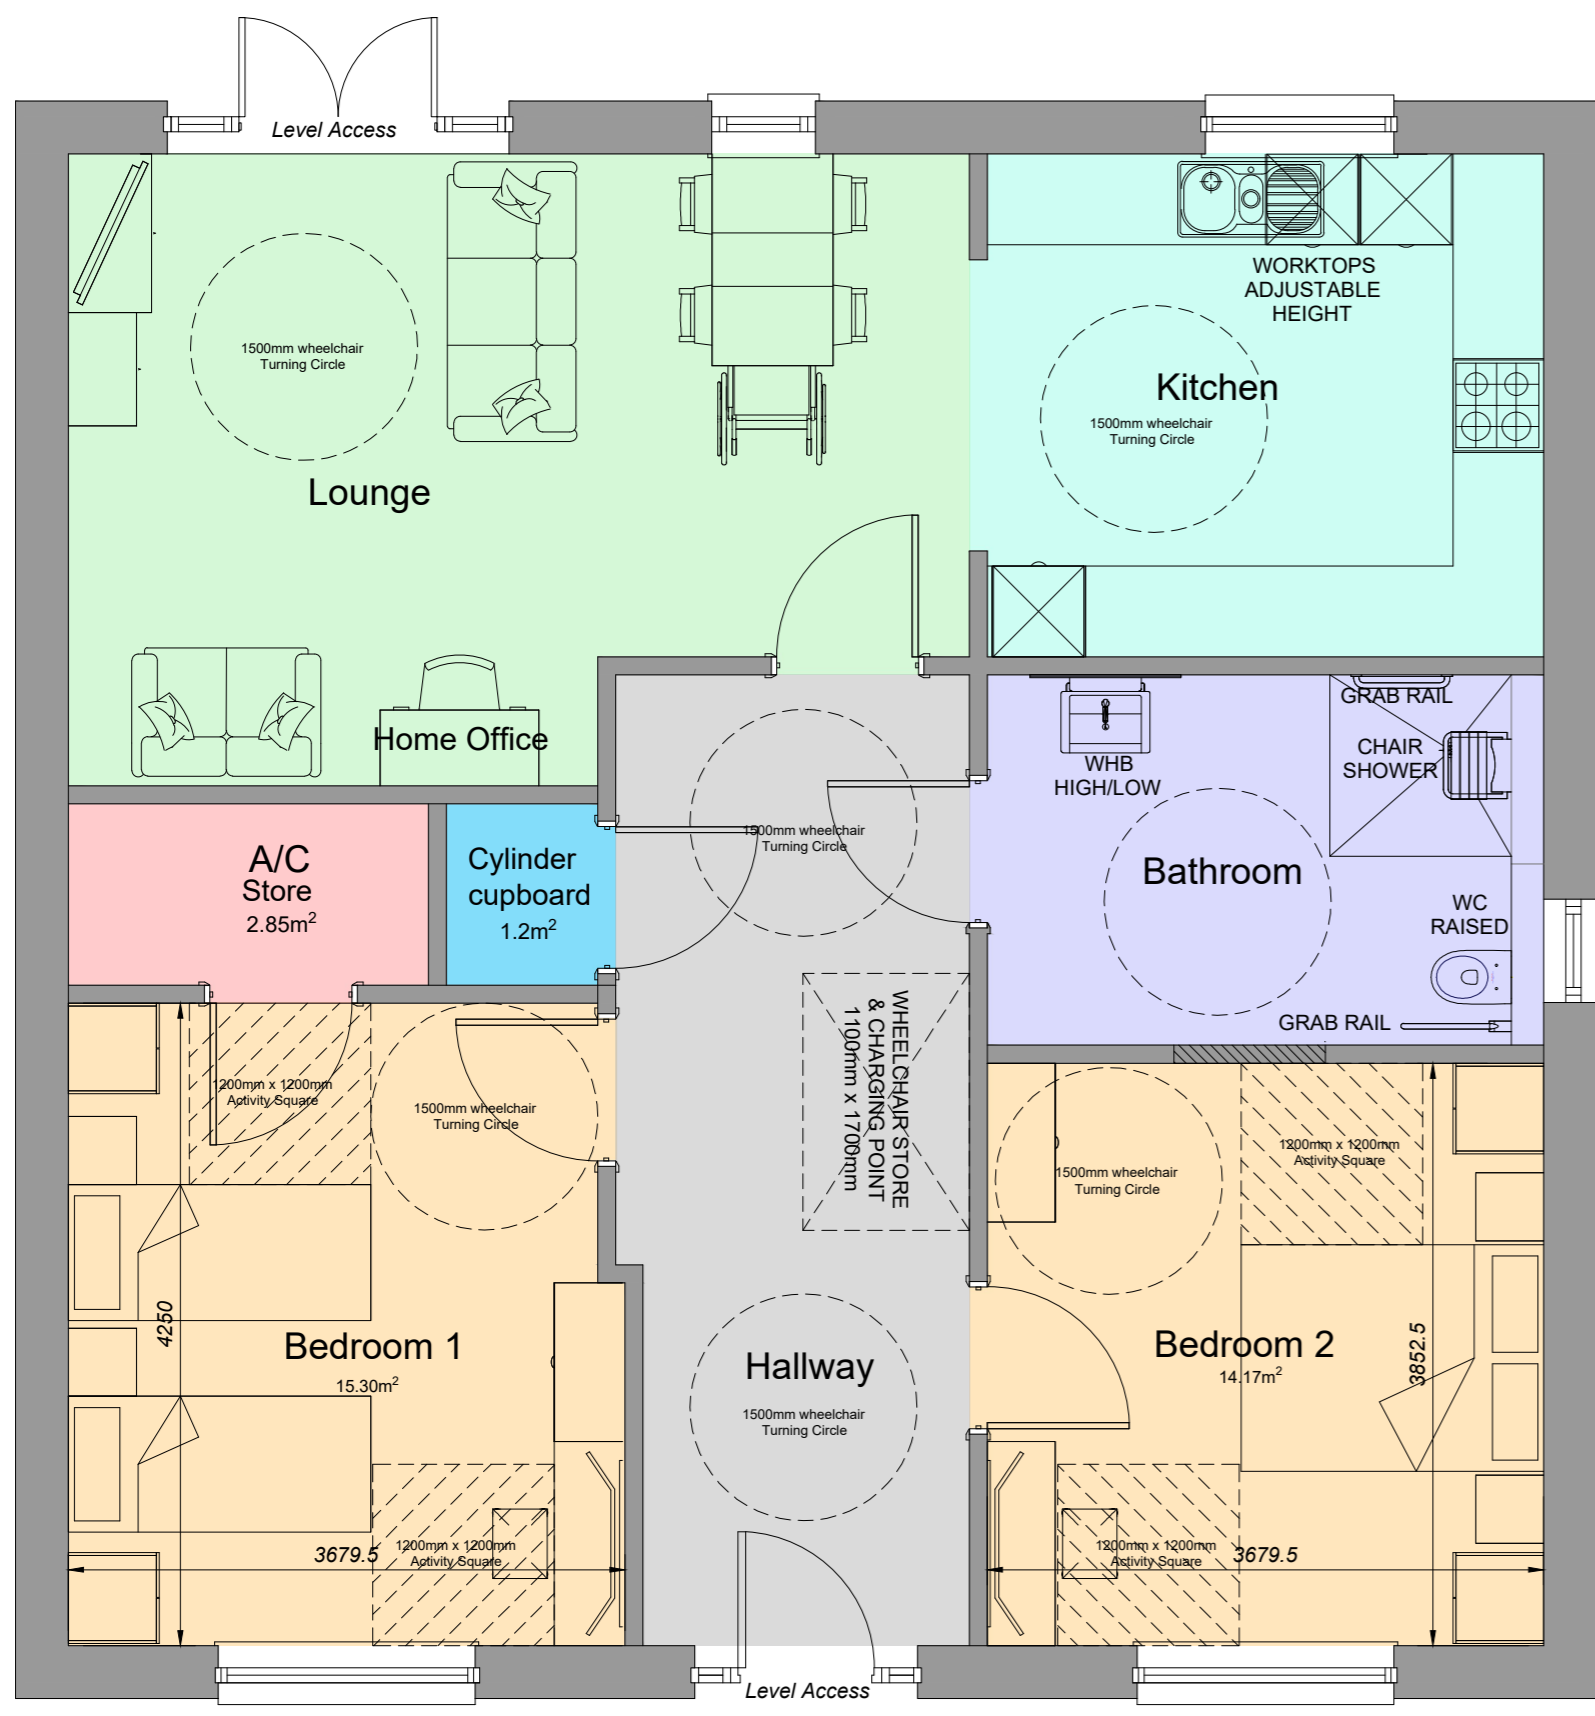 Level Access
1500mm wheelchair
Turning Circle
Lounge
WORKTOPS
ADJUSTABLE
HEIGHT
Kitchen
1500mm wheelchair
Turning Circle
Home Office
GRAB RAIL
CHAIR
SHOWER
WHB
HIGH/LOW
1500mm wheelchair
Turning Circle
Bathroom
WC
RAISED
GRAB RAIL
A/C
Store
2.85m²
Cylinder
cupboard
1.2m²
WHEELCHAIR STORE
& CHARGING POINT
1100mm x 1700mm
1200mm x 1200mm
Activity Square
1500mm wheelchair
Turning Circle
1200mm x 1200mm
Activity Square
1500mm wheelchair
Turning Circle
4250
Bedroom 1
15.30m²
Hallway
1500mm wheelchair
Turning Circle
Bedroom 2
14.17m²
3852.5
3679.5
1200mm x 1200mm
Activity Square
1200mm x 1200mm
Activity Square
3679.5
Level Access